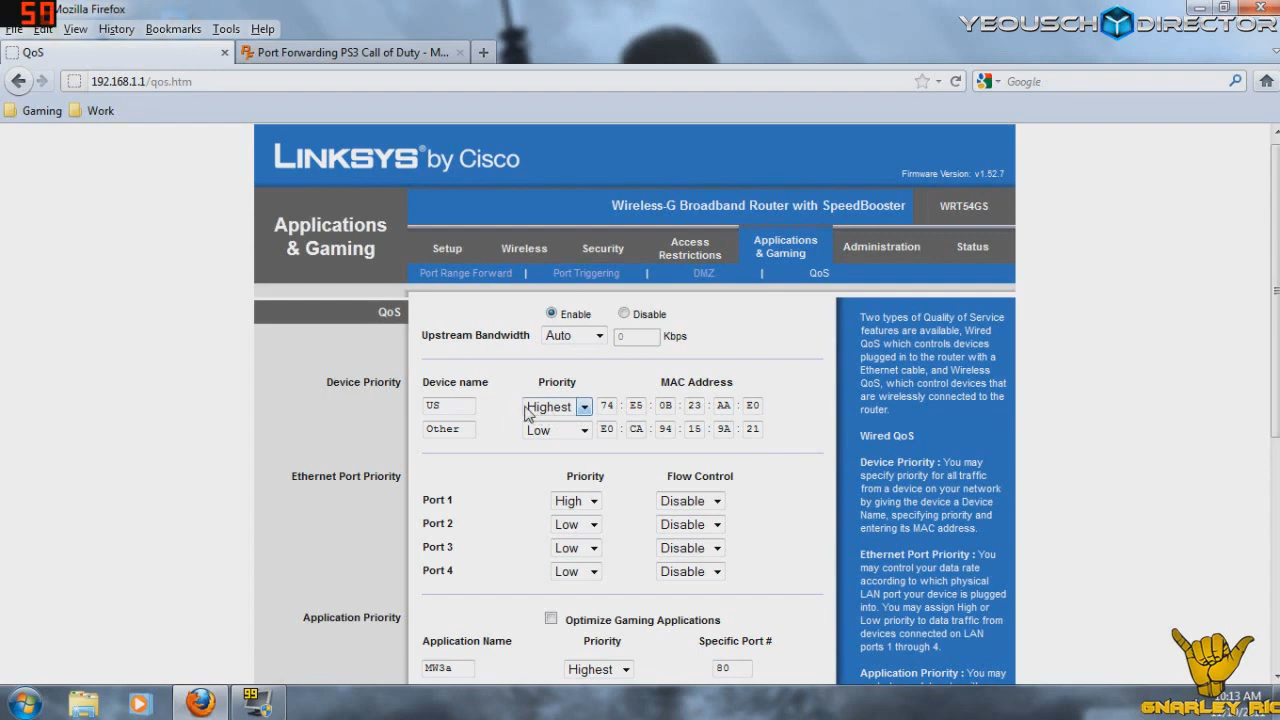 50
Mozilla Firefox
YEOUSCH DIRECTOR
File Edit View History Bookmarks Tools Help
QoS
Port Forwarding PS3 Call of Duty - M...
192.168.1.1/qos.htm
Google
Gaming Work
LINKSYS® by Cisco
Firmware Version: v1.52.7
Wireless-G Broadband Router with SpeedBooster WRT54GS
Applications & Gaming
Setup Wireless Security Access Restrictions Applications & Gaming Administration Status
Port Range Forward | Port Triggering | DMZ | QoS
QoS
Enable Disable
Upstream Bandwidth Auto 0 Kbps
Device Priority Device name Priority MAC Address
US Highest 74 : E5 : 0B : 23 : AA : E0
Other Low E0 : CA : 94 : 15 : 9A : 21
Ethernet Port Priority Priority Flow Control
Port 1 High Disable
Port 2 Low Disable
Port 3 Low Disable
Port 4 Low Disable
Application Priority Optimize Gaming Applications
Application Name Priority Specific Port #
MW3a Highest 80
Two types of Quality of Service
features are available, Wired
QoS which controls devices
plugged in to the router with a
Ethernet cable, and Wireless
QoS, which control devices that
are wirelessly connected to the
router.
Wired QoS
Device Priority : You may
specify priority for all traffic
from a device on your network
by giving the device a Device
Name, specifying priority and
entering its MAC address.
Ethernet Port Priority : You
may control your data rate
according to which physical
LAN port your device is plugged
into. You may assign High or
Low priority to data traffic from
devices connected on LAN
ports 1 through 4.
Application Priority : You may
99
10:13 AM
GNARLEY RIC